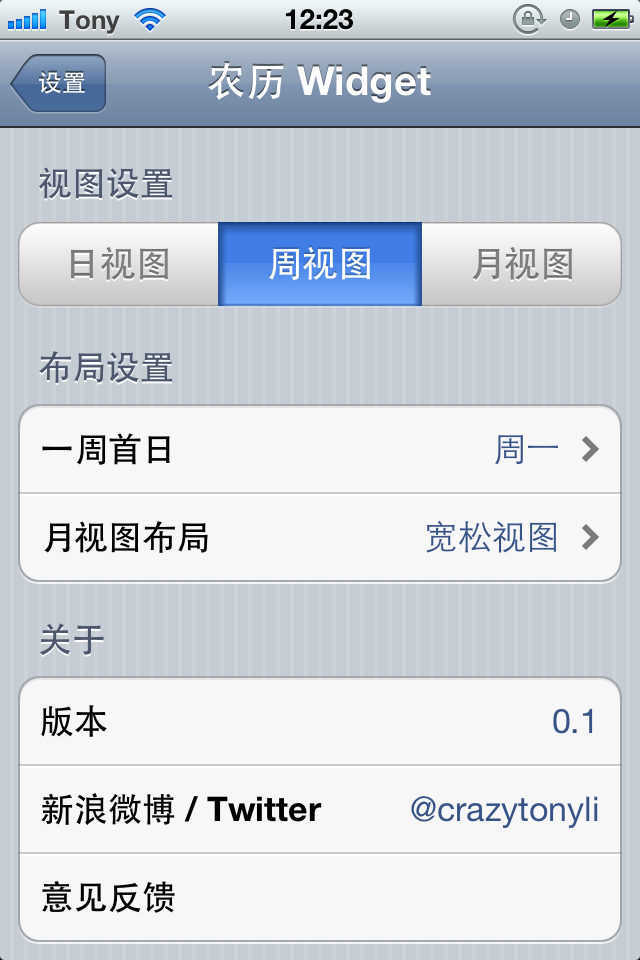 Tony 12:23
设置 农历 Widget
视图设置
日视图 周视图 月视图
布局设置
一周首日 周一
月视图布局 宽松视图
关于
版本 0.1
新浪微博 / Twitter @crazytonyli
意见反馈